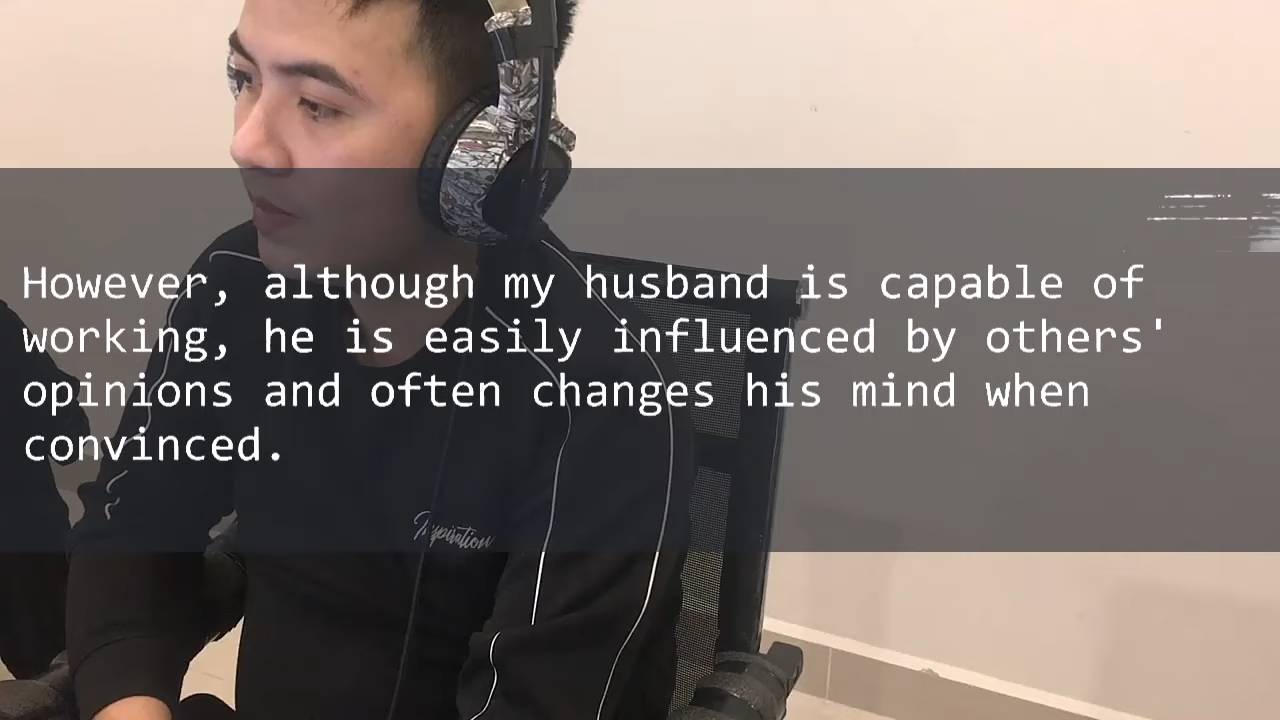 However, although my husband is capable of
working, he is easily influenced by others'
opinions and often changes his mind when
convinced.
Inspiration